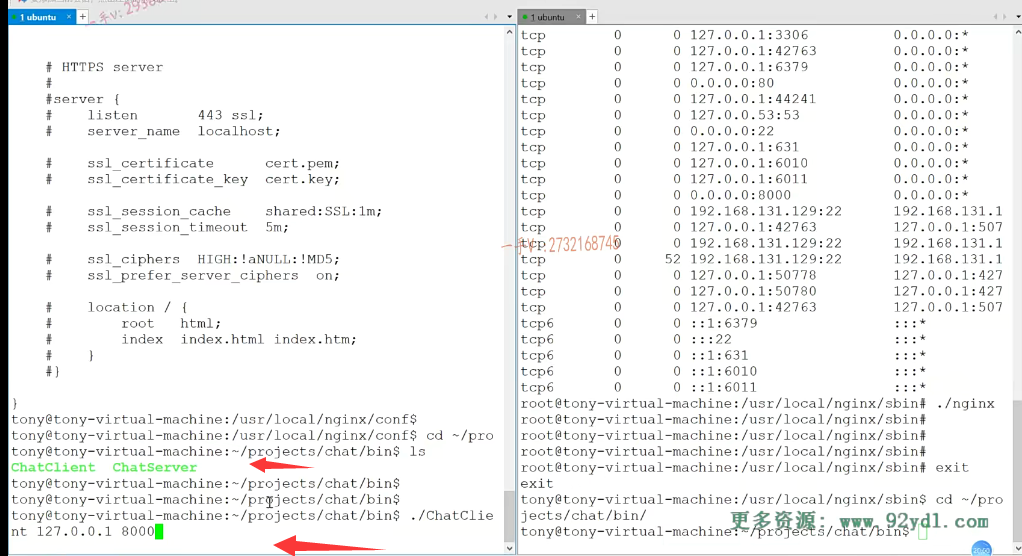 1 ubuntu
# HTTPS server
#
#server {
#    listen       443 ssl;
#    server_name  localhost;
#    ssl_certificate      cert.pem;
#    ssl_certificate_key  cert.key;
#    ssl_session_cache    shared:SSL:1m;
#    ssl_session_timeout  5m;
#    ssl_ciphers  HIGH:!aNULL:!MD5;
#    ssl_prefer_server_ciphers  on;
#    location / {
#        root   html;
#        index  index.html index.htm;
#    }
#}
}
tony@tony-virtual-machine:/usr/local/nginx/conf$
tony@tony-virtual-machine:/usr/local/nginx/conf$ cd ~/pro
tony@tony-virtual-machine:~/projects/chat/bin$ ls
ChatClient  ChatServer
tony@tony-virtual-machine:~/projects/chat/bin$
tony@tony-virtual-machine:~/projects/chat/bin$
tony@tony-virtual-machine:~/projects/chat/bin$ ./ChatClie
nt 127.0.0.1 8000
1 ubuntu
tcp        0      0 127.0.0.1:3306          0.0.0.0:*
tcp        0      0 127.0.0.1:42763         0.0.0.0:*
tcp        0      0 127.0.0.1:6379          0.0.0.0:*
tcp        0      0 0.0.0.0:80              0.0.0.0:*
tcp        0      0 127.0.0.1:44241         0.0.0.0:*
tcp        0      0 127.0.0.53:53           0.0.0.0:*
tcp        0      0 0.0.0.0:22              0.0.0.0:*
tcp        0      0 127.0.0.1:631           0.0.0.0:*
tcp        0      0 127.0.0.1:6010          0.0.0.0:*
tcp        0      0 127.0.0.1:6011          0.0.0.0:*
tcp        0      0 0.0.0.0:8000            0.0.0.0:*
tcp        0      0 192.168.131.129:22      192.168.131.1
tcp        0      0 127.0.0.1:42763         127.0.0.1:507
tcp        0      0 192.168.131.129:22      192.168.131.1
tcp        0     52 192.168.131.129:22      192.168.131.1
tcp        0      0 127.0.0.1:50778         127.0.0.1:427
tcp        0      0 127.0.0.1:50780         127.0.0.1:427
tcp        0      0 127.0.0.1:42763         127.0.0.1:507
tcp6       0      0 ::1:6379                :::*
tcp6       0      0 :::22                   :::*
tcp6       0      0 ::1:631                 :::*
tcp6       0      0 ::1:6010                :::*
tcp6       0      0 ::1:6011                :::*
root@tony-virtual-machine:/usr/local/nginx/sbin# ./nginx
root@tony-virtual-machine:/usr/local/nginx/sbin#
root@tony-virtual-machine:/usr/local/nginx/sbin#
root@tony-virtual-machine:/usr/local/nginx/sbin#
root@tony-virtual-machine:/usr/local/nginx/sbin# exit
exit
tony@tony-virtual-machine:/usr/local/nginx/sbin$ cd ~/pro
jects/chat/bin/
tony@tony-virtual-machine:~/projects/chat/bin$
一手V:2732168745
更多资源: www.92yd1.com
20:00